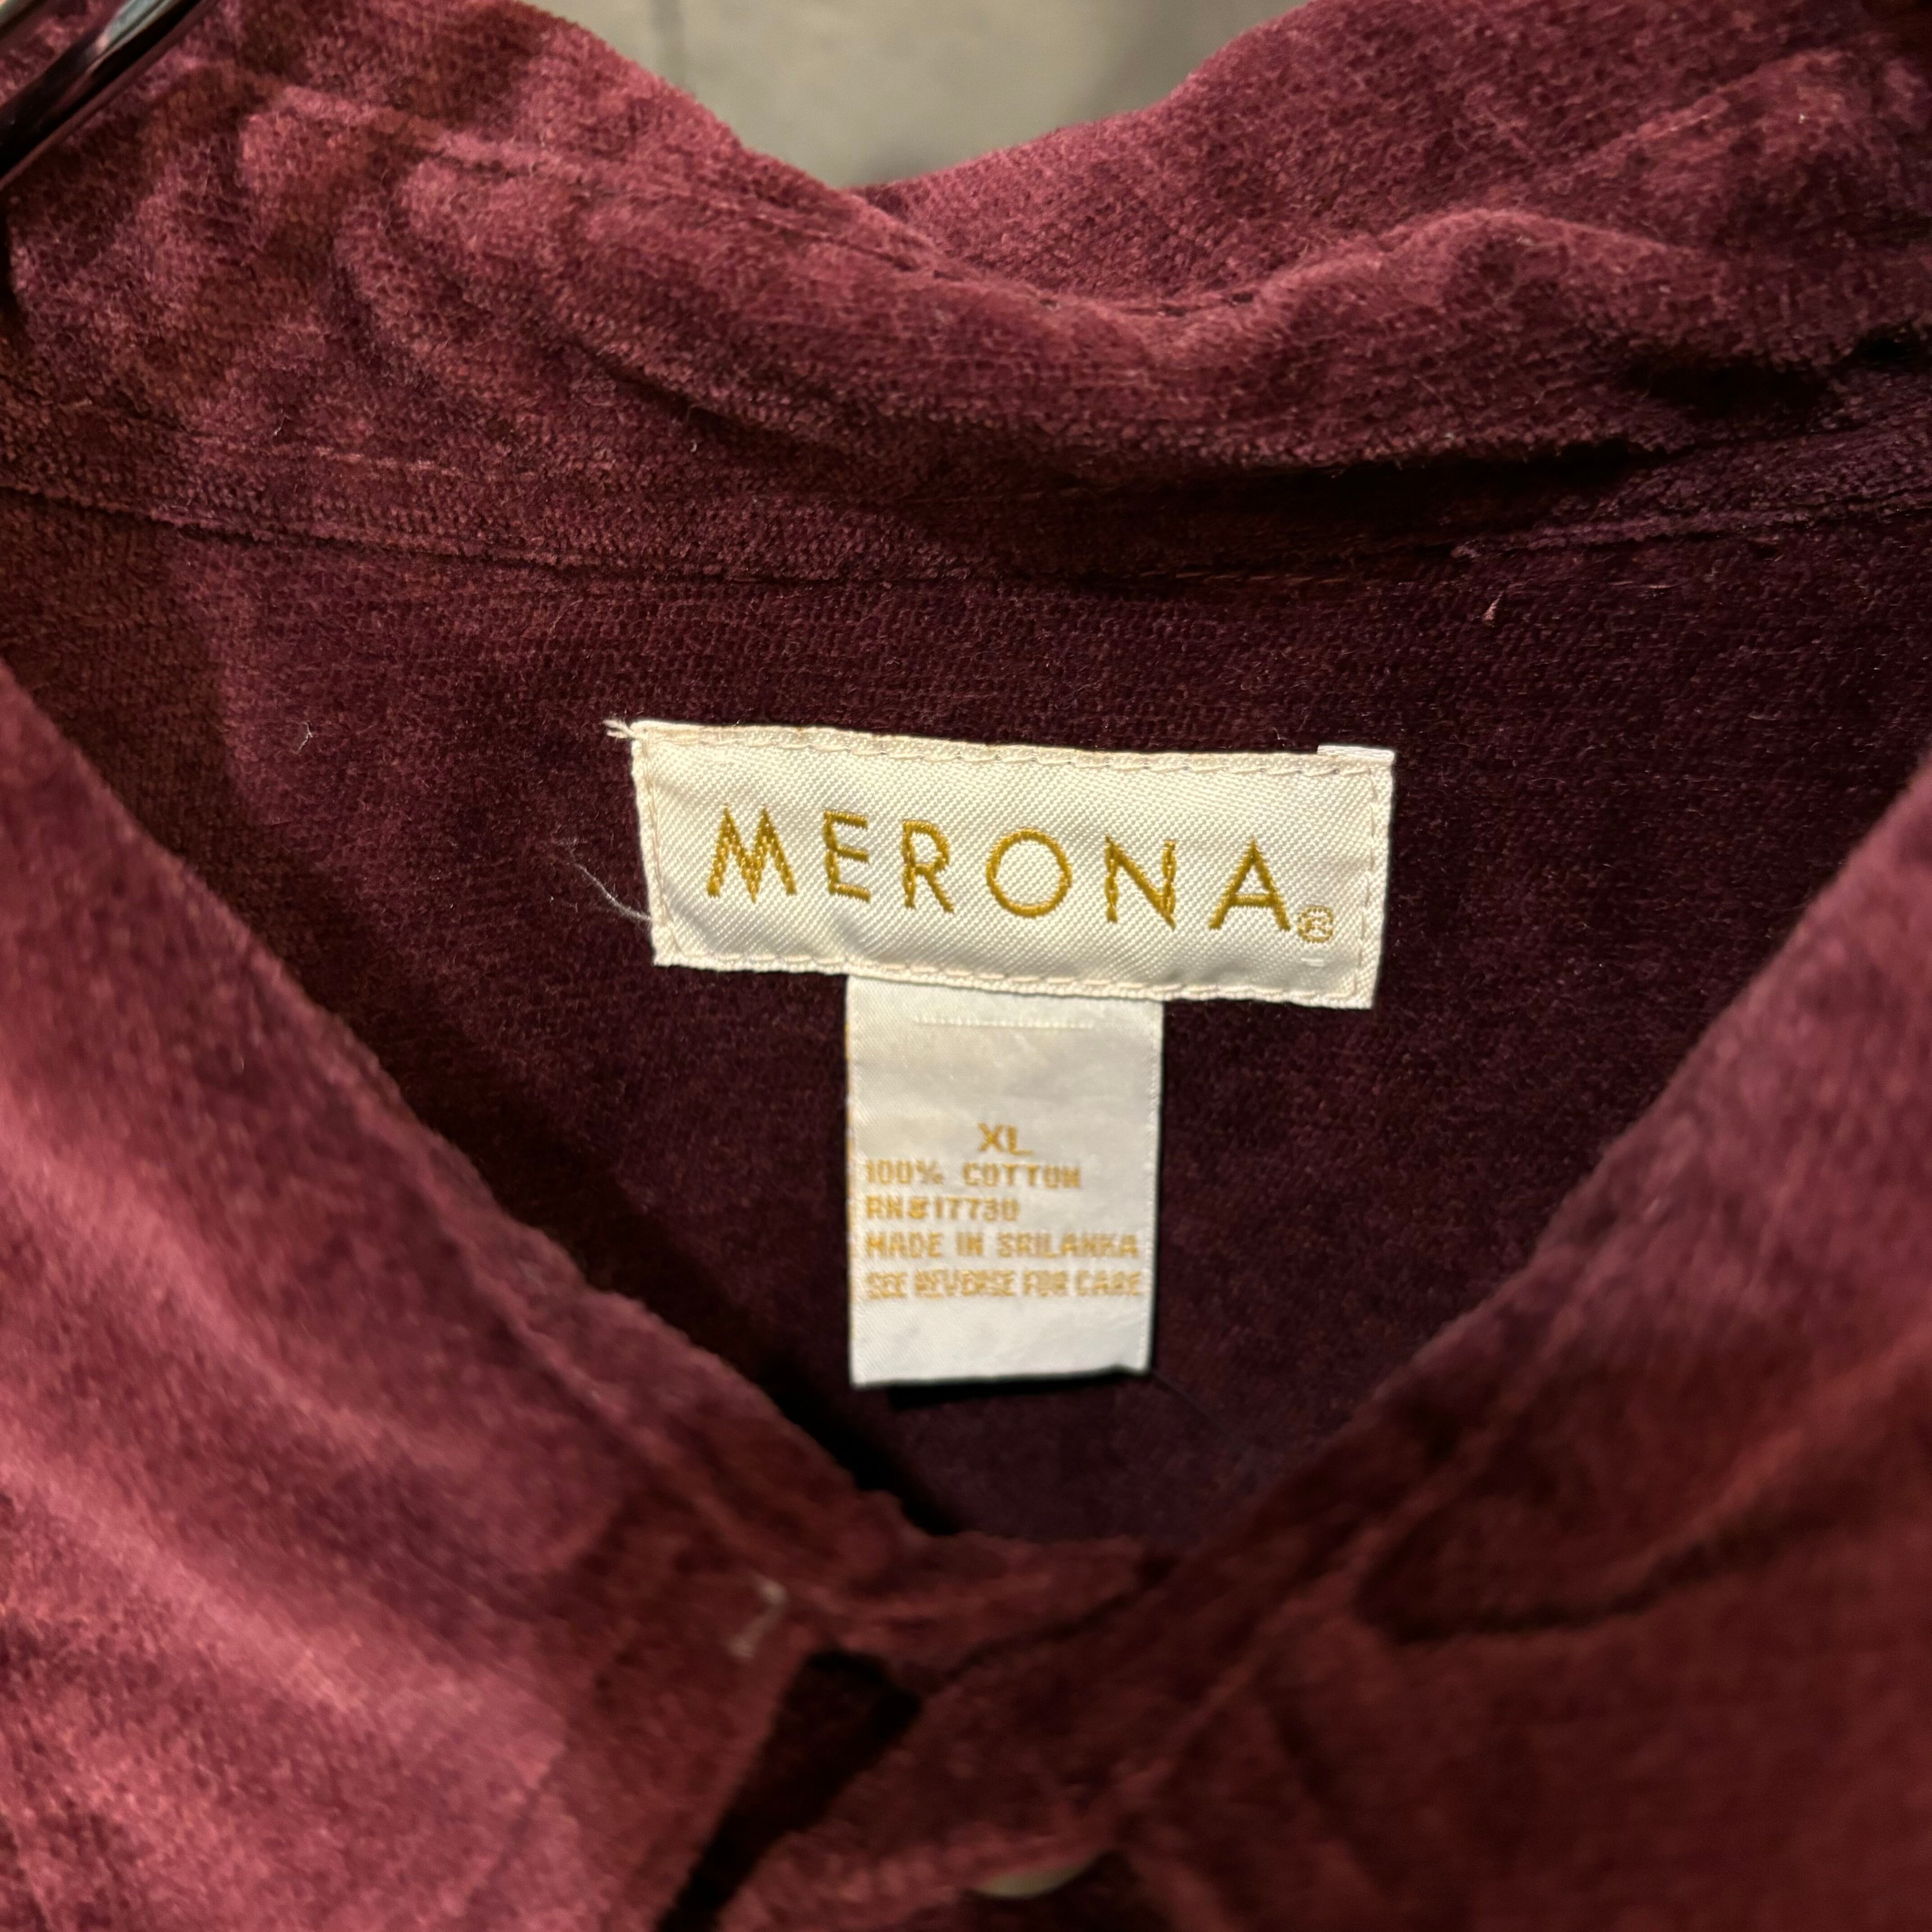 MERONA®
XL
100% COTTON
RN#17730
MADE IN SRILANKA
SEE REVERSE FOR CARE